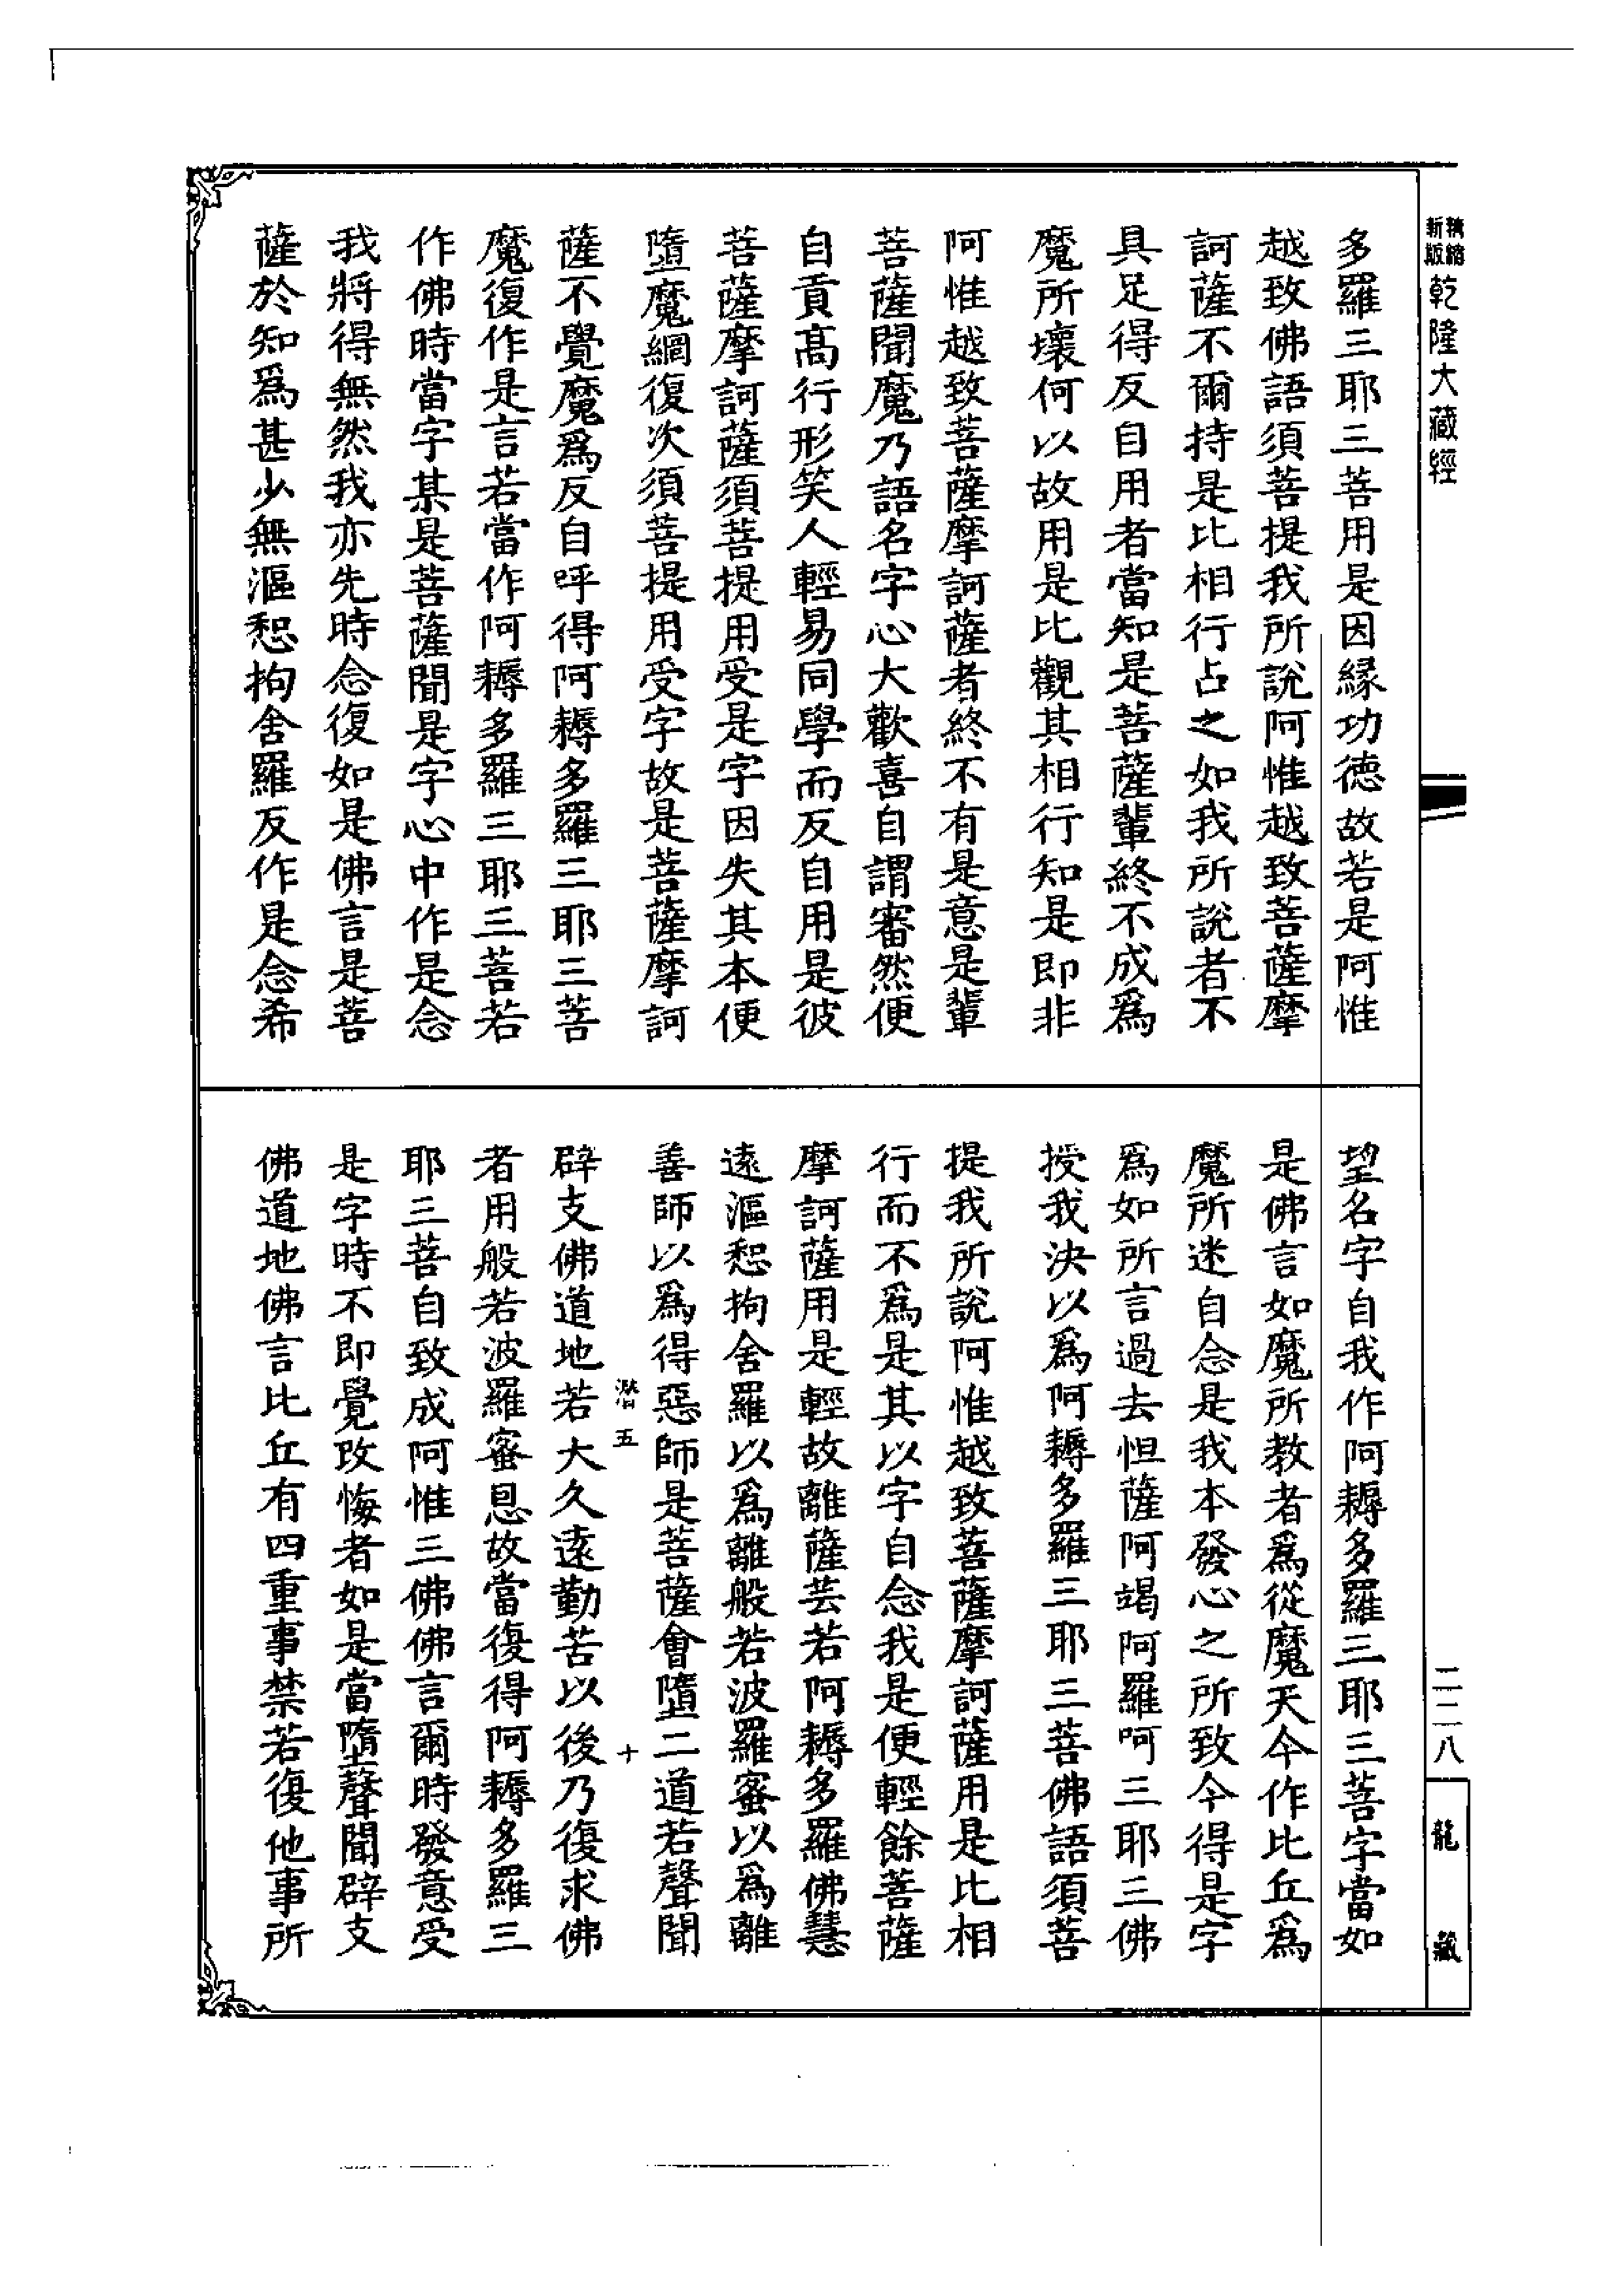 精縮新版乾隆大藏經
多羅三耶三菩用是因緣功德故若是阿惟
越致佛語須菩提我所說阿惟越致菩薩摩
訶薩不爾持是比相行占之如我所說者不
具足得反自用者當知是菩薩輩終不成爲
魔所壞何以故用是比觀其相行知是即非
阿惟越致菩薩摩訶薩者終不有是意是輩
菩薩聞魔乃語名字心大歡喜自謂審然便
自貢高行形笑人輕易同學而反自用是彼
菩薩摩訶薩須菩提用受是字因失其本便
墮魔網復次須菩提用受字故是菩薩摩訶
薩不覺魔爲反自呼得阿耨多羅三耶三菩
魔復作是言若當作阿耨多羅三耶三菩若
作佛時當字某是菩薩聞是字心中作是念
我將得無然我亦先時念復如是佛言是菩
薩於知爲甚少無漚惒拘舍羅反作是念希
望名字自我作阿耨多羅三耶三菩字當如
是佛言如魔所教者爲從魔天今作比丘爲
魔所迷自念是我本發心之所致今得是字
爲如所言過去怛薩阿竭阿羅呵三耶三佛
授我決以爲阿耨多羅三耶三菩佛語須菩
提我所說阿惟越致菩薩摩訶薩用是比相
行而不爲是其以字自念我是便輕餘菩薩
摩訶薩用是輕故離薩芸若阿耨多羅佛慧
遠漚惒拘舍羅以爲離般若波羅蜜以爲離
善師以爲得惡師是菩薩會墮二道若聲聞
潛五 十
辟支佛道地若大久遠勤苦以後乃復求佛
者用般若波羅蜜恩故當復得阿耨多羅三
耶三菩自致成阿惟三佛佛言爾時發意受
是字時不即覺改悔者如是當墮聲聞辟支
佛道地佛言比丘有四重事禁若復他事所
二二八
龍藏